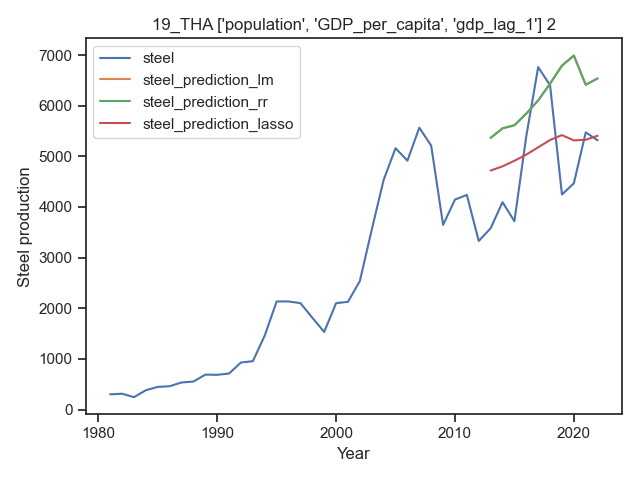 19_THA ['population', 'GDP_per_capita', 'gdp_lag_1'] 2
steel
steel_prediction_lm
steel_prediction_rr
steel_prediction_lasso
7000
6000
5000
4000
3000
2000
1000
0
Steel production
1980
1990
2000
2010
2020
Year